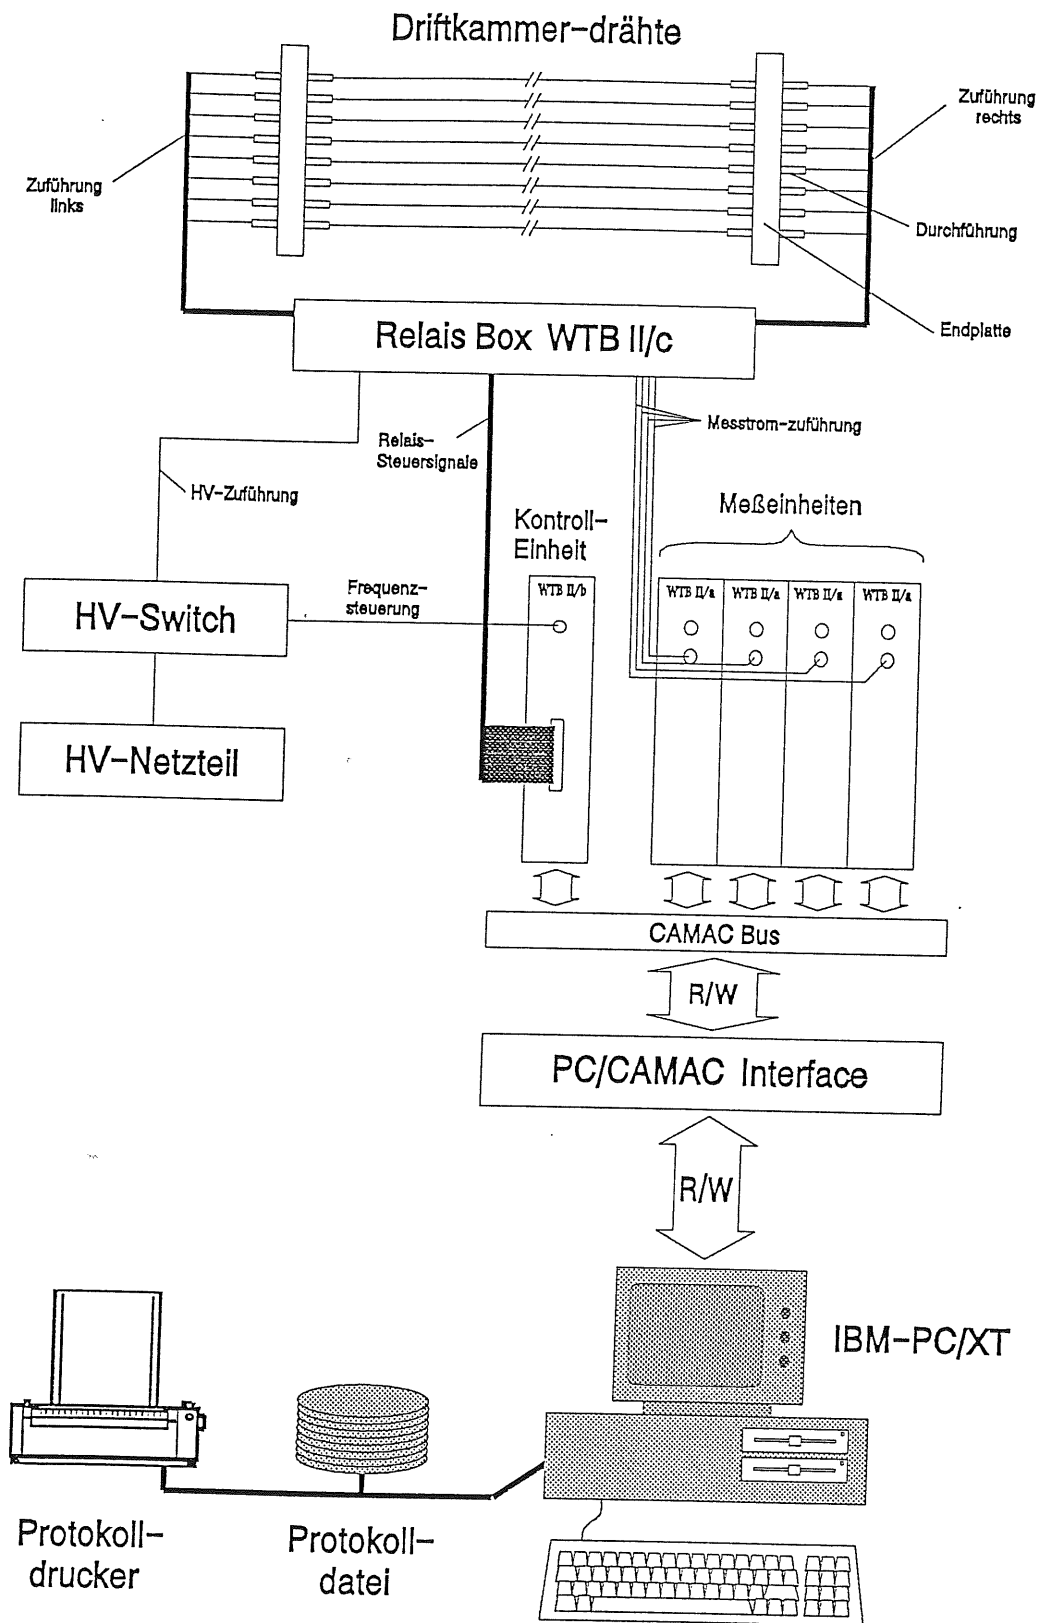 Driftkammer-drähte
Zuführung
rechts
Zuführung
links
Durchführung
Endplatte
Relais Box WTB II/c
Relais-
Steuersignale
Messtrom-zuführung
HV-Zuführung
Meßeinheiten
Kontroll-
Einheit
HV-Switch
Frequenz-
steuerung
WTB II/b
WTB II/a
WTB II/a
WTB II/a
WTB II/a
HV-Netzteil
CAMAC Bus
R/W
PC/CAMAC Interface
R/W
IBM-PC/XT
Protokoll-
drucker
Protokoll-
datei